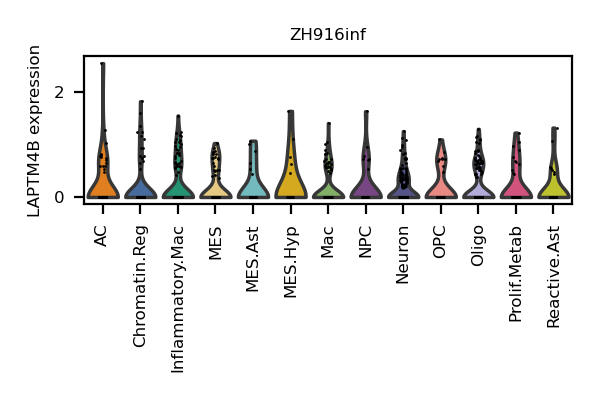 ZH916inf
LAPTM4B expression
2
0
AC
Chromatin.Reg
Inflammatory.Mac
MES
MES.Ast
MES.Hyp
Mac
NPC
Neuron
OPC
Oligo
Prolif.Metab
Reactive.Ast